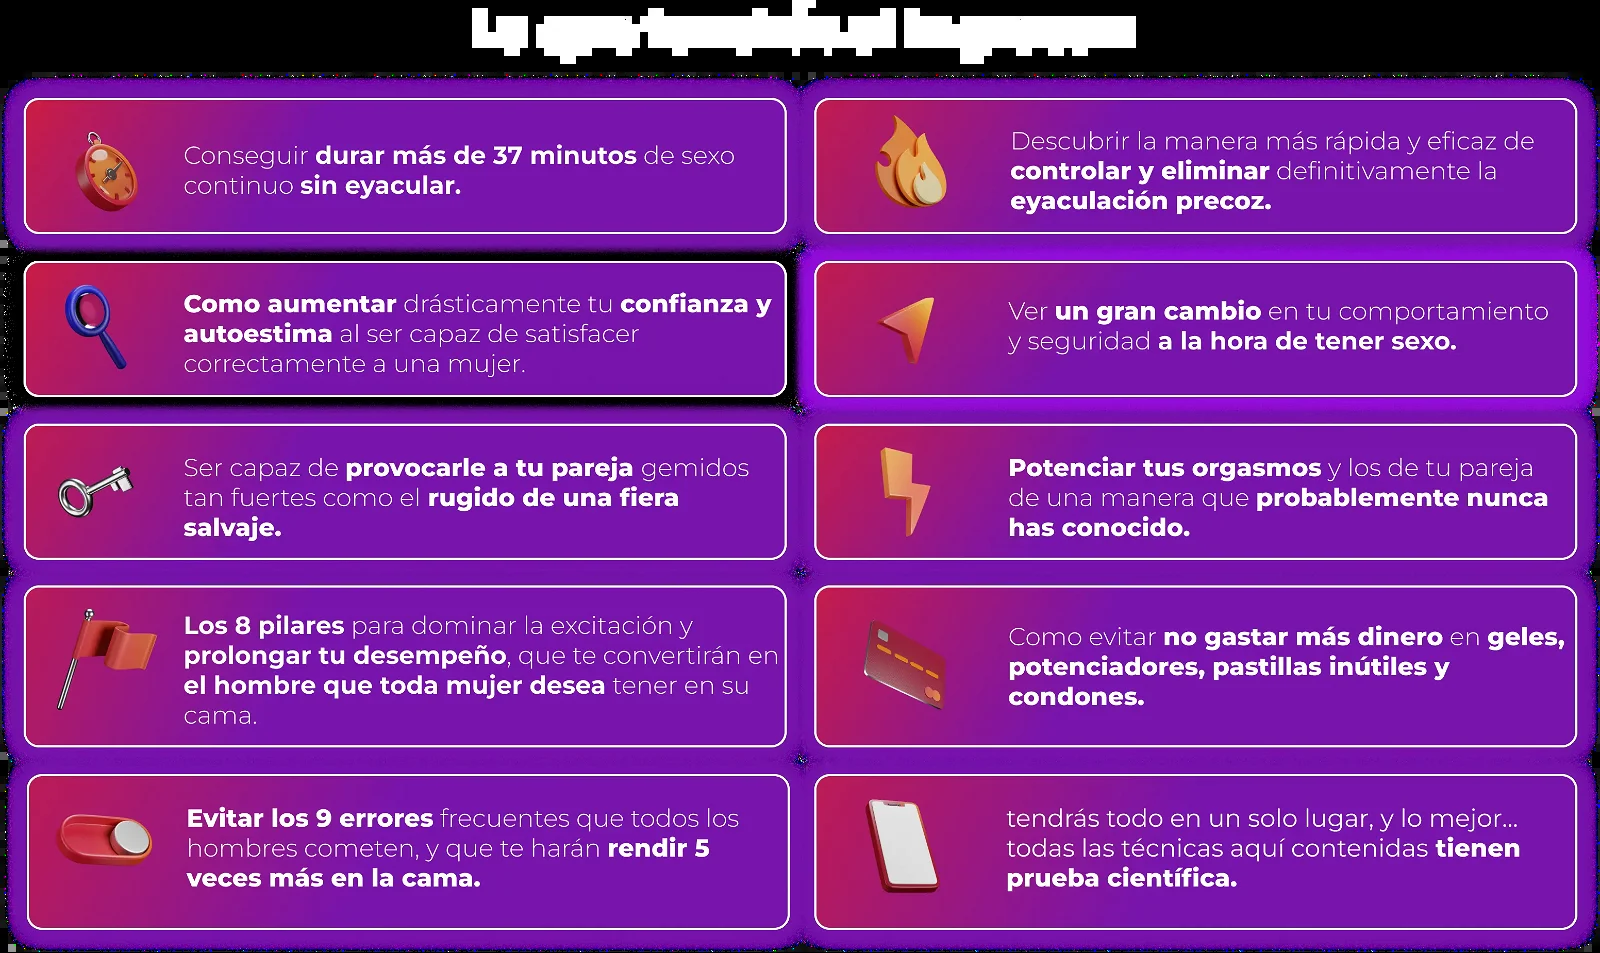 Conseguir durar más de 37 minutos de sexo
continuo sin eyacular.
Descubrir la manera más rápida y eficaz de
controlar y eliminar definitivamente la
eyaculación precoz.
Como aumentar drásticamente tu confianza y
autoestima al ser capaz de satisfacer
correctamente a una mujer.
Ver un gran cambio en tu comportamiento
y seguridad a la hora de tener sexo.
Ser capaz de provocarle a tu pareja gemidos
tan fuertes como el rugido de una fiera
salvaje.
Potenciar tus orgasmos y los de tu pareja
de una manera que probablemente nunca
has conocido.
Los 8 pilares para dominar la excitación y
prolongar tu desempeño, que te convertirán en
el hombre que toda mujer desea tener en su
cama.
Como evitar no gastar más dinero en geles,
potenciadores, pastillas inútiles y
condones.
Evitar los 9 errores frecuentes que todos los
hombres cometen, y que te harán rendir 5
veces más en la cama.
tendrás todo en un solo lugar, y lo mejor...
todas las técnicas aquí contenidas tienen
prueba científica.